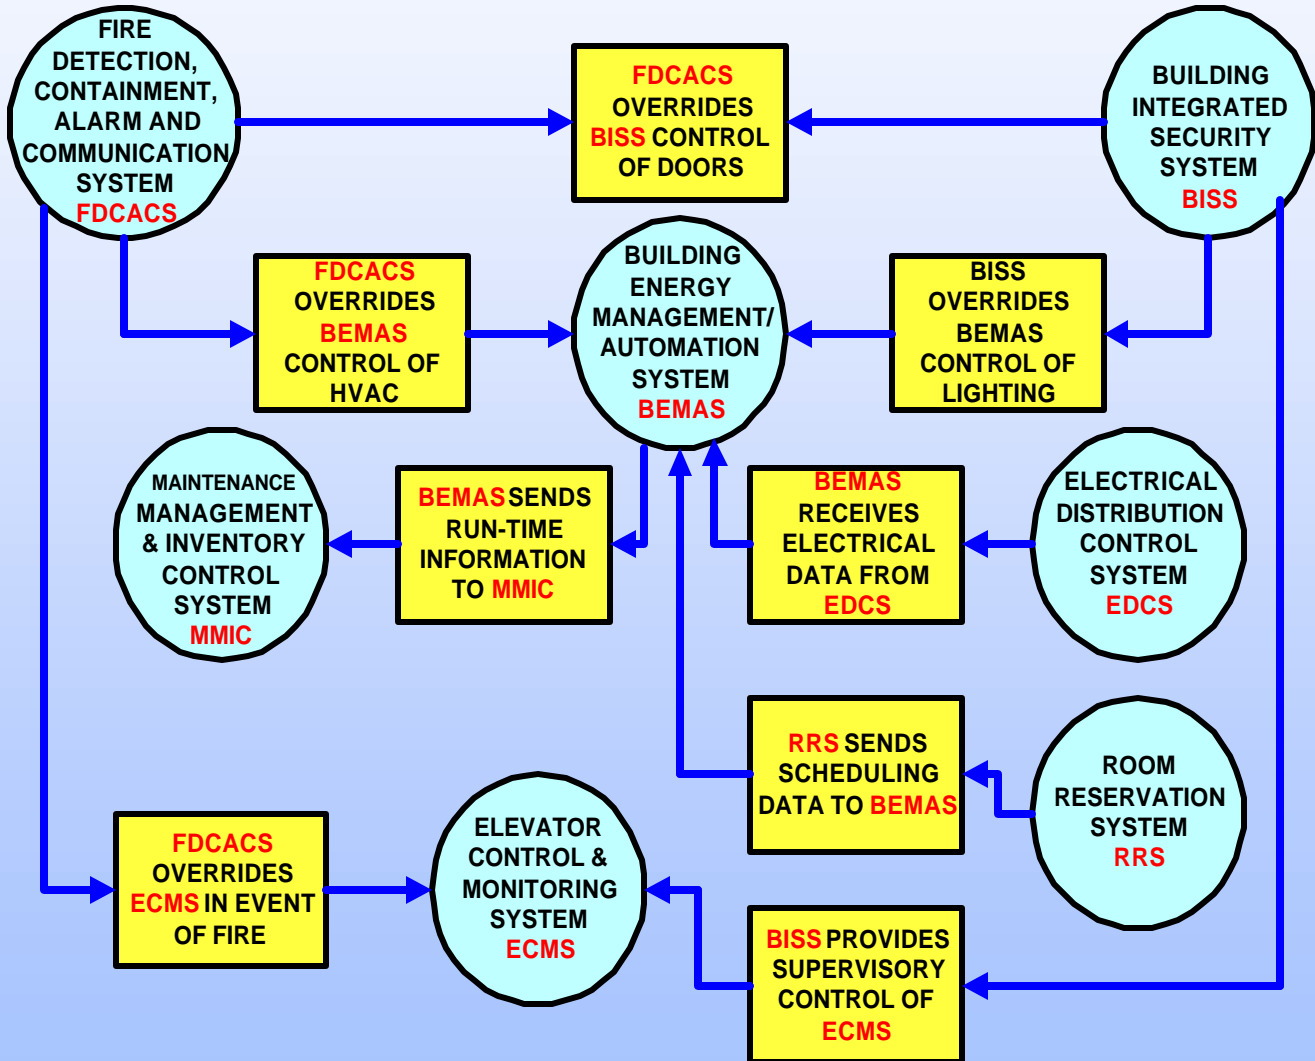 FIRE
DETECTION,
CONTAINMENT,
ALARM AND
COMMUNICATION
SYSTEM
FDCACS
FDCACS
OVERRIDES
BISS CONTROL
OF DOORS
BUILDING
INTEGRATED
SECURITY
SYSTEM
BISS
FDCACS
OVERRIDES
BEMAS
CONTROL OF
HVAC
BUILDING
ENERGY
MANAGEMENT/
AUTOMATION
SYSTEM
BEMAS
BISS
OVERRIDES
BEMAS
CONTROL OF
LIGHTING
MAINTENANCE
MANAGEMENT
& INVENTORY
CONTROL
SYSTEM
MMIC
BEMAS SENDS
RUN-TIME
INFORMATION
TO MMIC
BEMAS
RECEIVES
ELECTRICAL
DATA FROM
EDCS
ELECTRICAL
DISTRIBUTION
CONTROL
SYSTEM
EDCS
RRS SENDS
SCHEDULING
DATA TO BEMAS
ROOM
RESERVATION
SYSTEM
RRS
FDCACS
OVERRIDES
ECMS IN EVENT
OF FIRE
ELEVATOR
CONTROL &
MONITORING
SYSTEM
ECMS
BISS PROVIDES
SUPERVISORY
CONTROL OF
ECMS